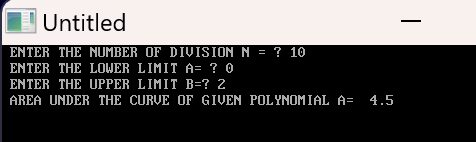 Untitled
ENTER THE NUMBER OF DIVISION N = ? 10
ENTER THE LOWER LIMIT A= ? 0
ENTER THE UPPER LIMIT B=? 2
AREA UNDER THE CURVE OF GIVEN POLYNOMIAL A=  4.5